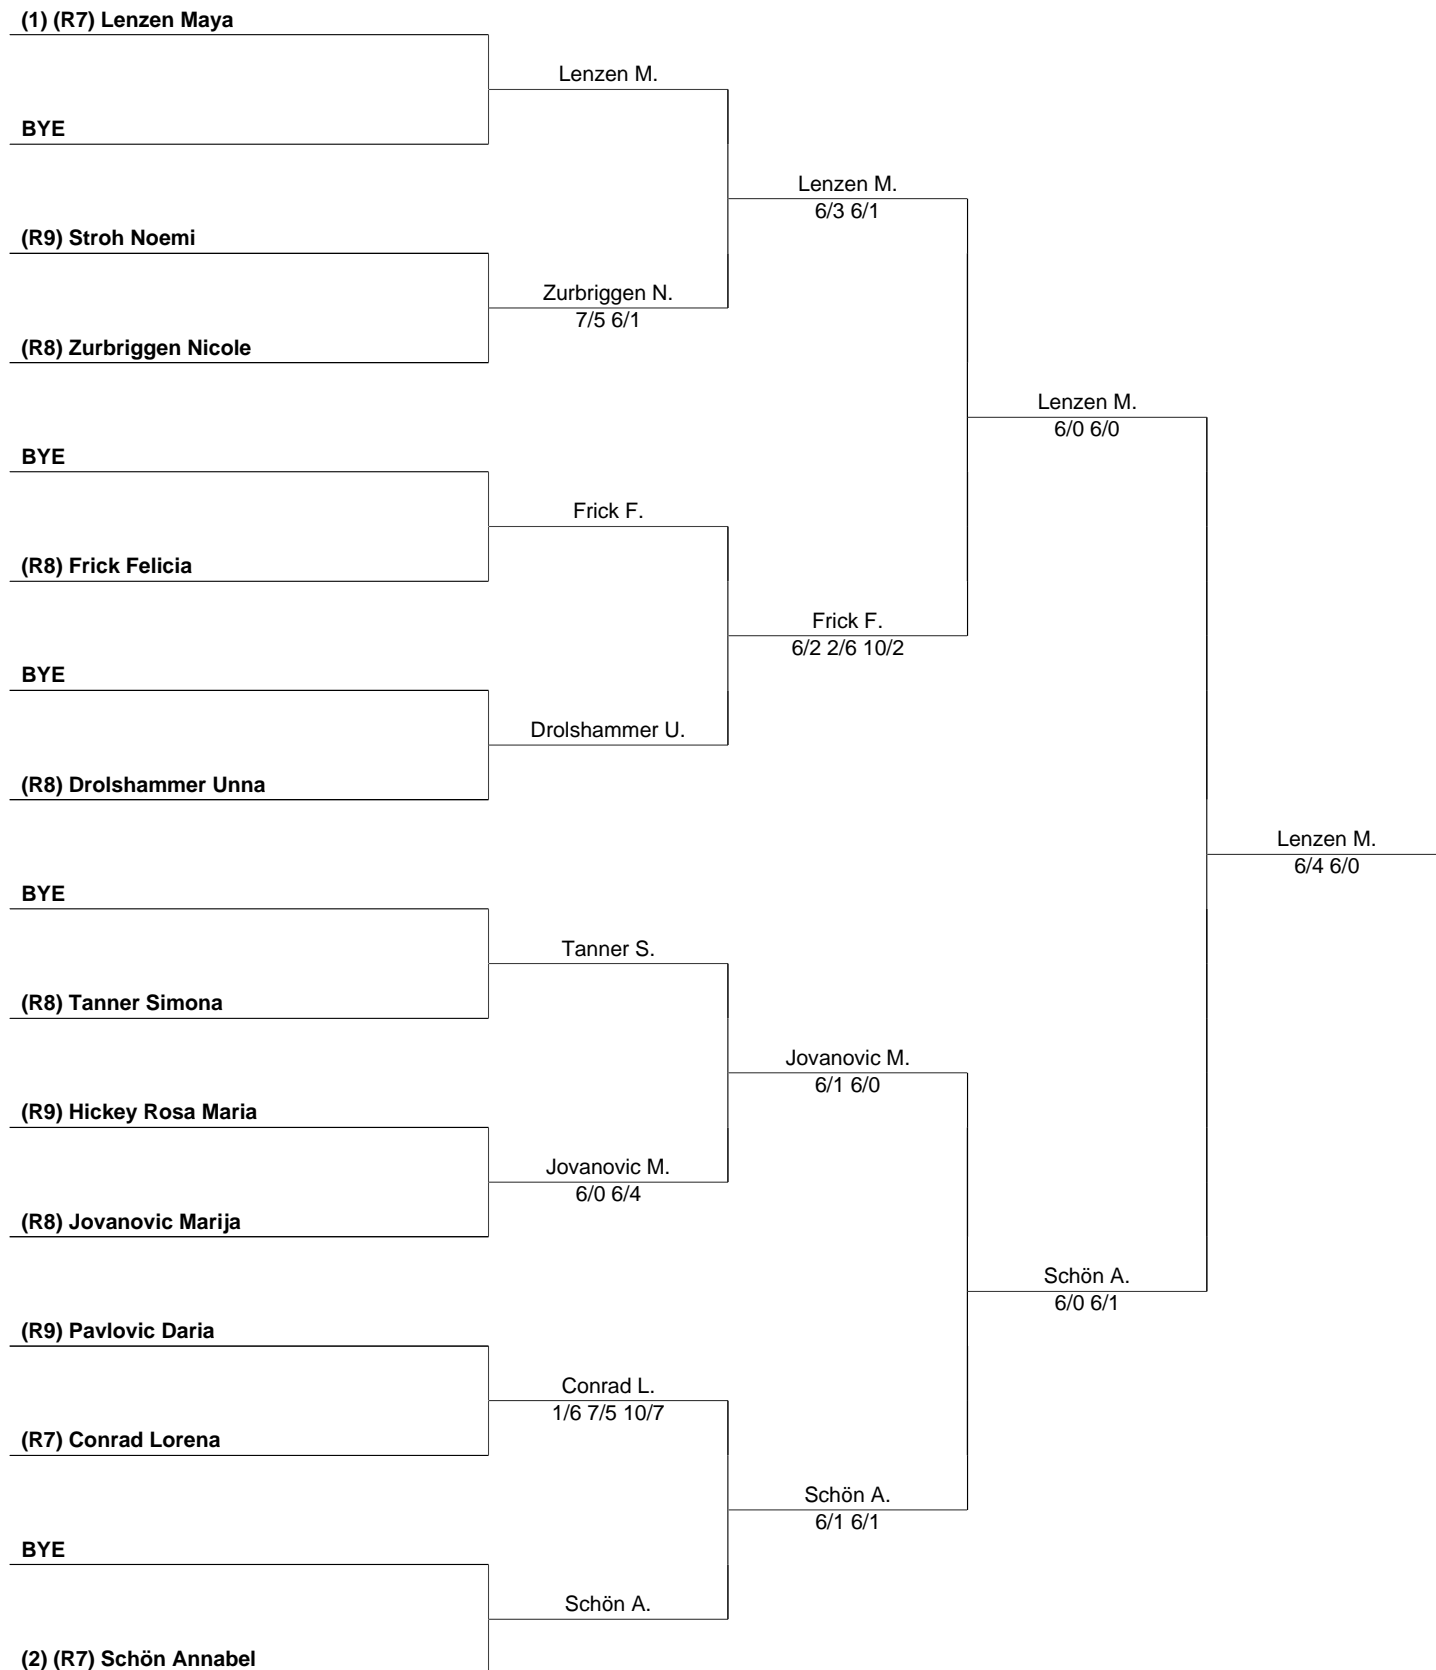 (1) (R7) Lenzen Maya
Lenzen M.
BYE
Lenzen M.
6/3 6/1
(R9) Stroh Noemi
Zurbriggen N.
7/5 6/1
(R8) Zurbriggen Nicole
Lenzen M.
6/0 6/0
BYE
Frick F.
(R8) Frick Felicia
Frick F.
6/2 2/6 10/2
BYE
Drolshammer U.
(R8) Drolshammer Unna
Lenzen M.
6/4 6/0
BYE
Tanner S.
(R8) Tanner Simona
Jovanovic M.
6/1 6/0
(R9) Hickey Rosa Maria
Jovanovic M.
6/0 6/4
(R8) Jovanovic Marija
Schön A.
6/0 6/1
(R9) Pavlovic Daria
Conrad L.
1/6 7/5 10/7
(R7) Conrad Lorena
Schön A.
6/1 6/1
BYE
Schön A.
(2) (R7) Schön Annabel